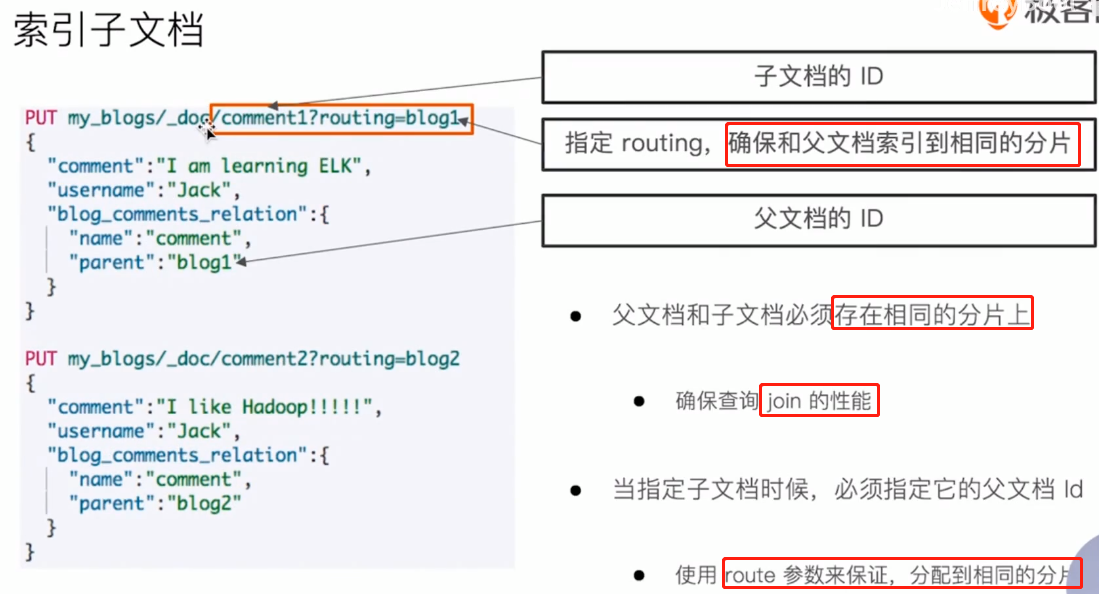 索引子文档
极客
子文档的 ID
PUT my_blogs/_doc/comment1?routing=blog1
指定 routing，确保和父文档索引到相同的分片
{
"comment":"I am learning ELK",
"username":"Jack",
"blog_comments_relation":{
父文档的 ID
"name":"comment",
"parent":"blog1"
}
}
父文档和子文档必须存在相同的分片上
PUT my_blogs/_doc/comment2?routing=blog2
{
确保查询 join 的性能
"comment":"I like Hadoop!!!!!",
"username":"Jack",
"blog_comments_relation":{
"name":"comment",
当指定子文档时候，必须指定它的父文档 Id
"parent":"blog2"
}
}
使用 route 参数来保证，分配到相同的分片